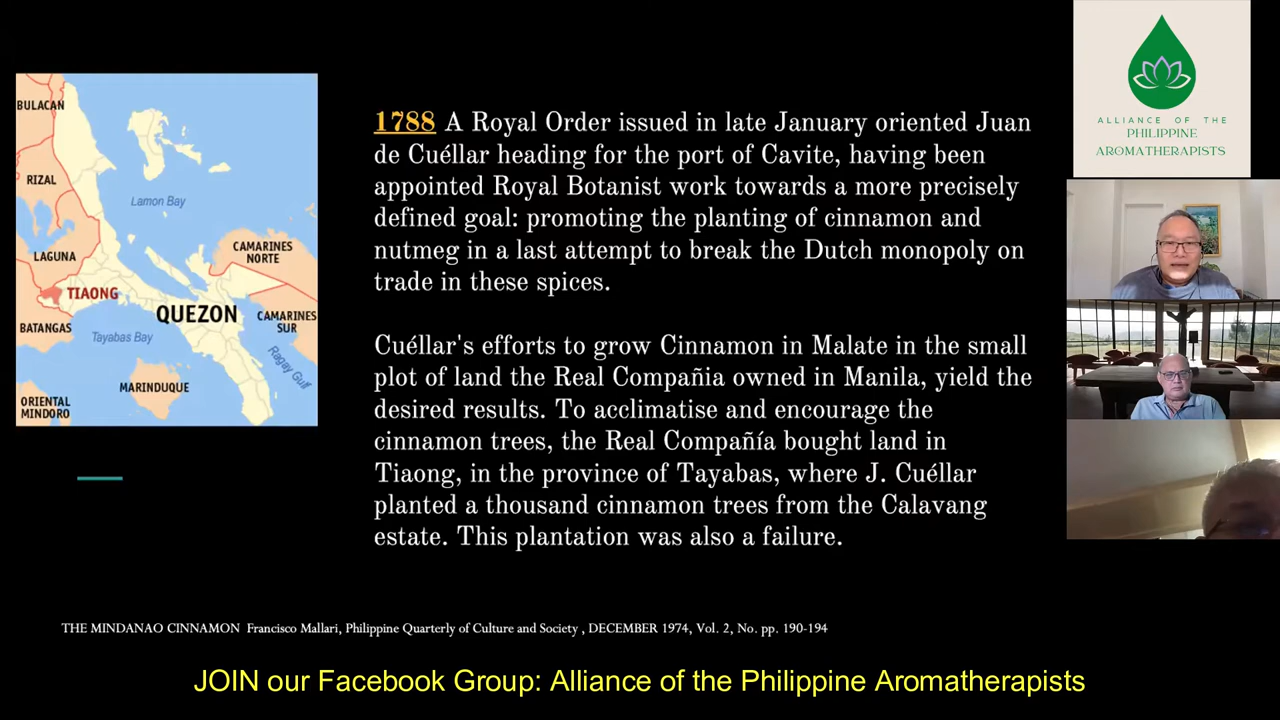 BULACAN
RIZAL
Lamon Bay
LAGUNA
CAMARINES
NORTE
TIAONG
QUEZON
BATANGAS
Tayabas Bay
CAMARINES
SUR
Ragay Gulf
MARINDUQUE
ORIENTAL
MINDORO
1788 A Royal Order issued in late January oriented Juan
de Cuéllar heading for the port of Cavite, having been
appointed Royal Botanist work towards a more precisely
defined goal: promoting the planting of cinnamon and
nutmeg in a last attempt to break the Dutch monopoly on
trade in these spices.
Cuéllar's efforts to grow Cinnamon in Malate in the small
plot of land the Real Compañia owned in Manila, yield the
desired results. To acclimatise and encourage the
cinnamon trees, the Real Compañía bought land in
Tiaong, in the province of Tayabas, where J. Cuéllar
planted a thousand cinnamon trees from the Calavang
estate. This plantation was also a failure.
ALLIANCE OF THE
PHILIPPINE
AROMATHERAPISTS
THE MINDANAO CINNAMON Francisco Mallari, Philippine Quarterly of Culture and Society , DECEMBER 1974, Vol. 2, No. pp. 190-194
JOIN our Facebook Group: Alliance of the Philippine Aromatherapists